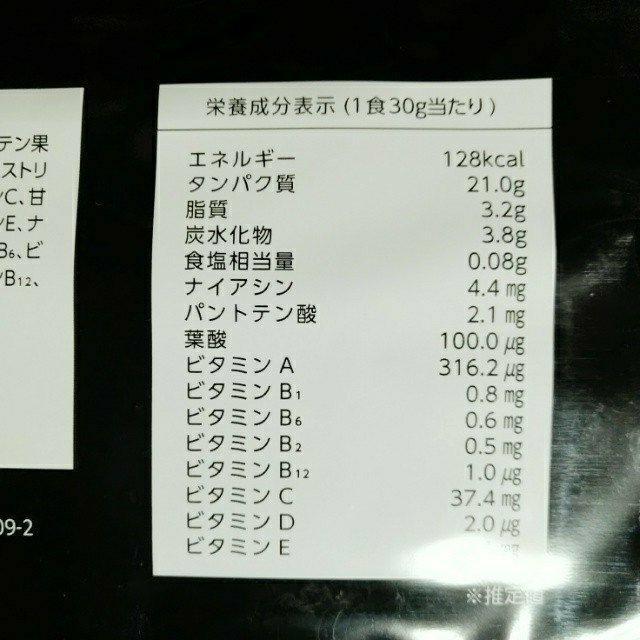 テン果
ストリ
C、甘
E、ナ
B₆、ビ
B₁₂、
09-2
栄養成分表示 (1食30g当たり)
エネルギー 128kcal
タンパク質 21.0g
脂質 3.2g
炭水化物 3.8g
食塩相当量 0.08g
ナイアシン 4.4 mg
パントテン酸 2.1 mg
葉酸 100.0 μg
ビタミン A 316.2 μg
ビタミン B₁ 0.8 mg
ビタミン B₆ 0.6 mg
ビタミン B₂ 0.5 mg
ビタミン B₁₂ 1.0 μg
ビタミン C 37.4 mg
ビタミン D 2.0 μg
ビタミン E
※推定値